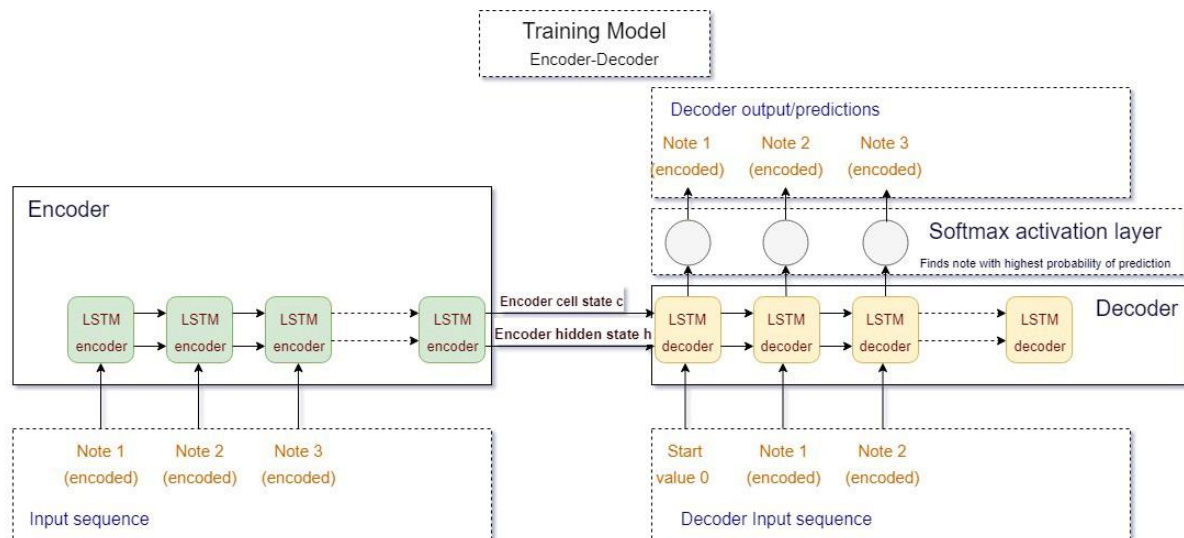 Training Model
Encoder-Decoder
Decoder output/predictions
Note 1 Note 2 Note 3
(encoded) (encoded) (encoded)
Encoder
Softmax activation layer
Finds note with highest probability of prediction
Encoder cell state c
Decoder
LSTM LSTM LSTM LSTM
encoder encoder encoder encoder
Encoder hidden state h
LSTM LSTM LSTM LSTM
decoder decoder decoder decoder
Note 1 Note 2 Note 3
(encoded) (encoded) (encoded)
Input sequence
Start Note 1 Note 2
value 0 (encoded) (encoded)
Decoder Input sequence